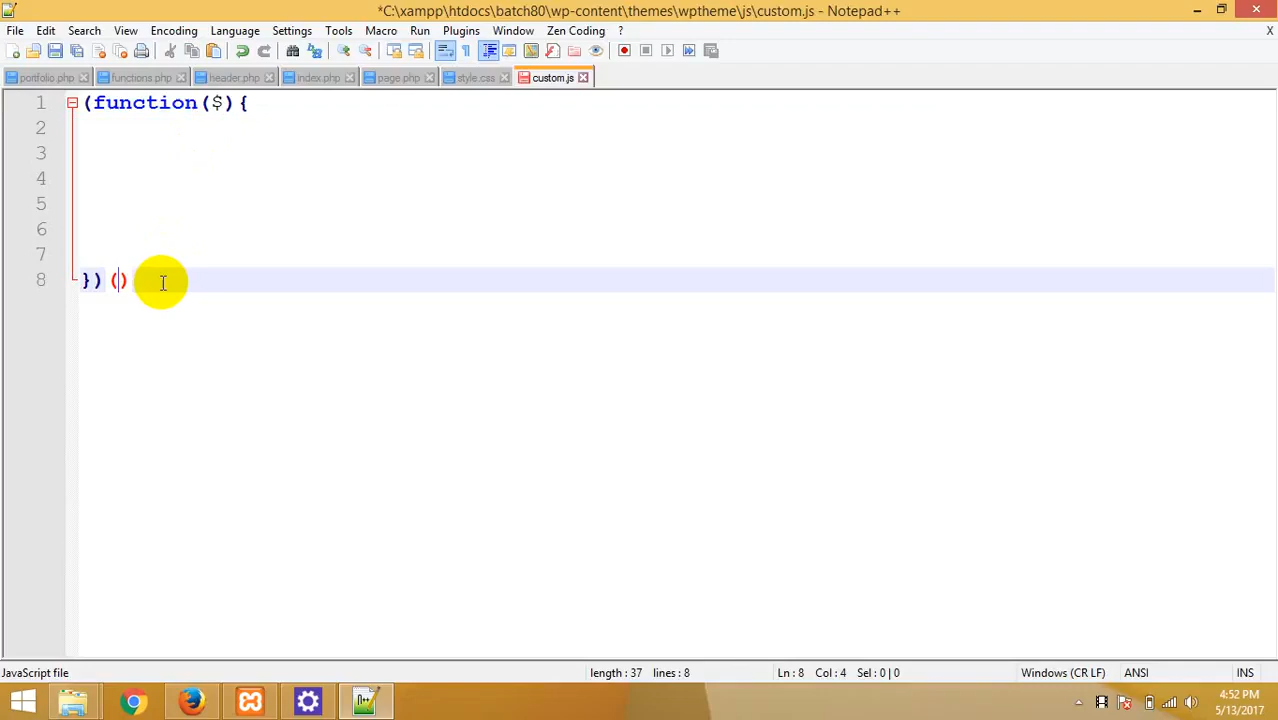 *C:\xampp\htdocs\batch80\wp-content\themes\wptheme\js\custom.js - Notepad++
File Edit Search View Encoding Language Settings Tools Macro Run Plugins Window Zen Coding ? X
portfolio.php functions.php header.php index.php page.php style.css custom.js
1 (function($){
2
3
4
5
6
7
8 })()
JavaScript file length : 37 lines : 8 Ln : 8 Col : 4 Sel : 0 | 0 Windows (CR LF) ANSI INS
4:52 PM
5/13/2017